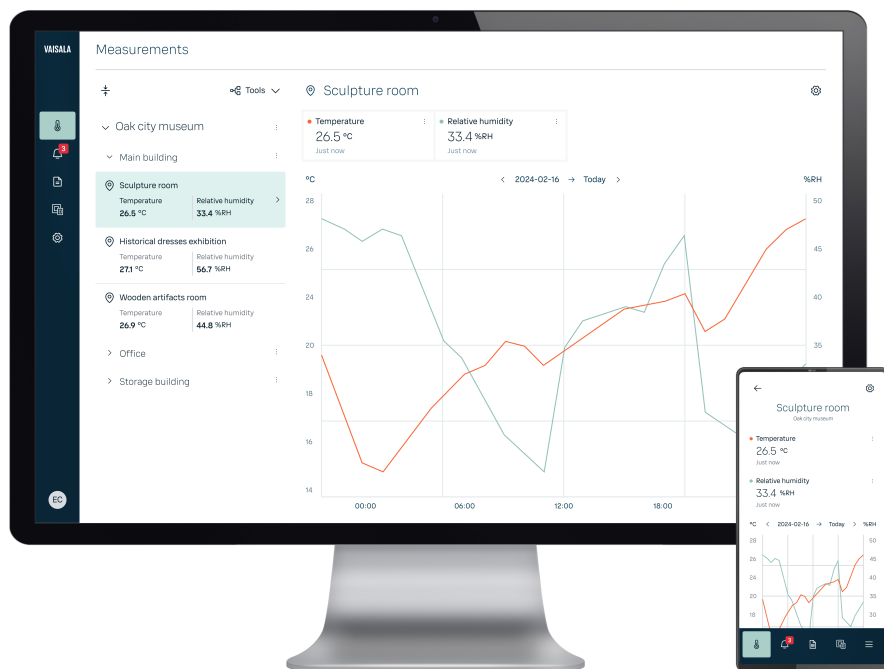 VAISALA
Measurements
Tools
Oak city museum
Main building
Sculpture room
Temperature Relative humidity
26.5 °C 33.4 %RH
Historical dresses exhibition
Temperature Relative humidity
27.1 °C 56.7 %RH
Wooden artifacts room
Temperature Relative humidity
26.9 °C 44.8 %RH
Office
Storage building
3
EC
Sculpture room
Temperature
26.5 °C
Just now
Relative humidity
33.4 %RH
Just now
°C 2024-02-16 → Today %RH
28 50
26 45
24 40
20 35
18
16
14
00:00 06:00 12:00 18:00
Sculpture room
Oak city museum
Temperature
26.5 °C
Just now
Relative humidity
33.4 %RH
Just now
°C 2024-02-16 → Today %RH
28 50
26 45
24 40
20 35
18 30
3